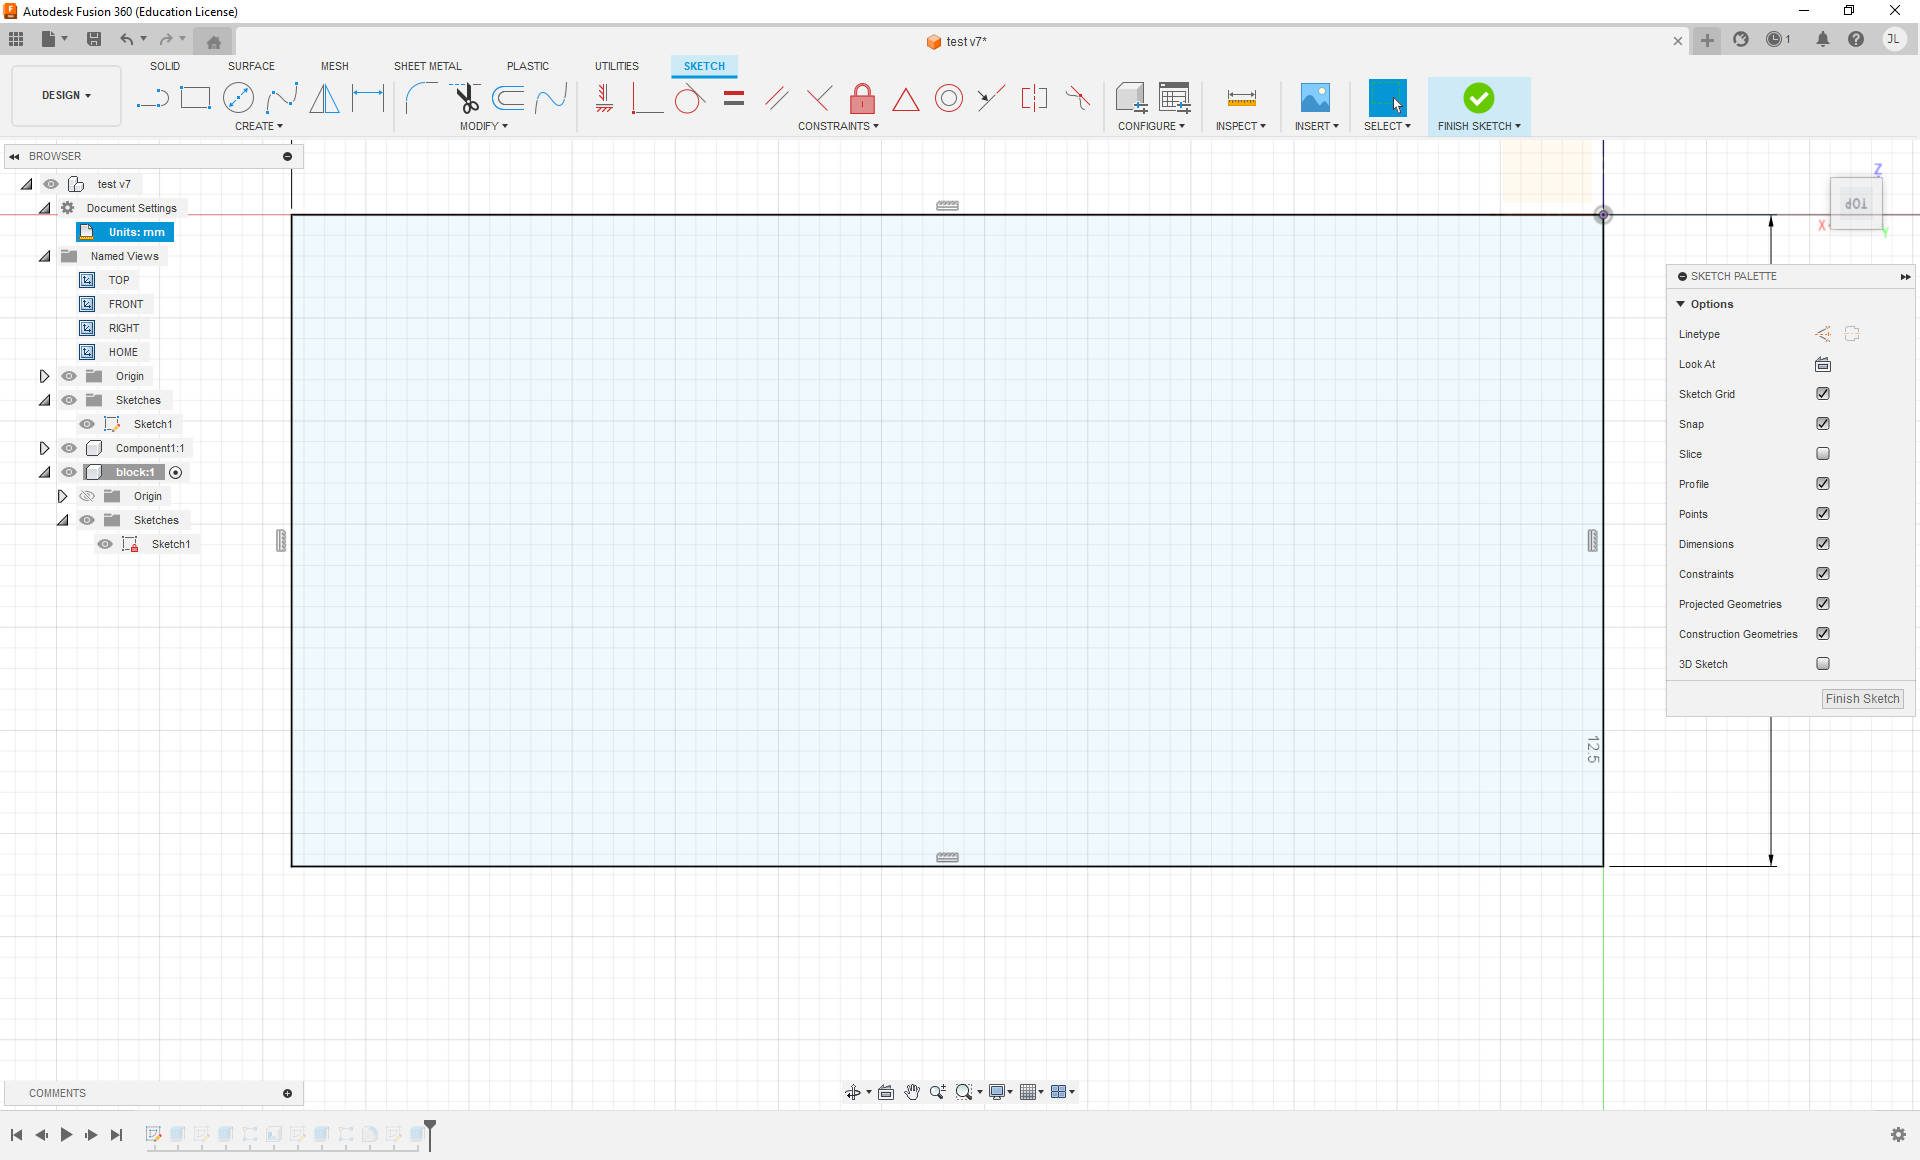 Autodesk Fusion 360 (Education License)
test v7*
1
JL
DESIGN
SOLID
SURFACE
MESH
SHEET METAL
PLASTIC
UTILITIES
SKETCH
CREATE
MODIFY
CONSTRAINTS
CONFIGURE
INSPECT
INSERT
SELECT
FINISH SKETCH
BROWSER
test v7
Document Settings
Units: mm
Named Views
TOP
FRONT
RIGHT
HOME
Origin
Sketches
Sketch1
Component1:1
block:1
Origin
Sketches
Sketch1
12.5
Z
TOP
X
Y
SKETCH PALETTE
Options
Linetype
Look At
Sketch Grid
Snap
Slice
Profile
Points
Dimensions
Constraints
Projected Geometries
Construction Geometries
3D Sketch
Finish Sketch
COMMENTS